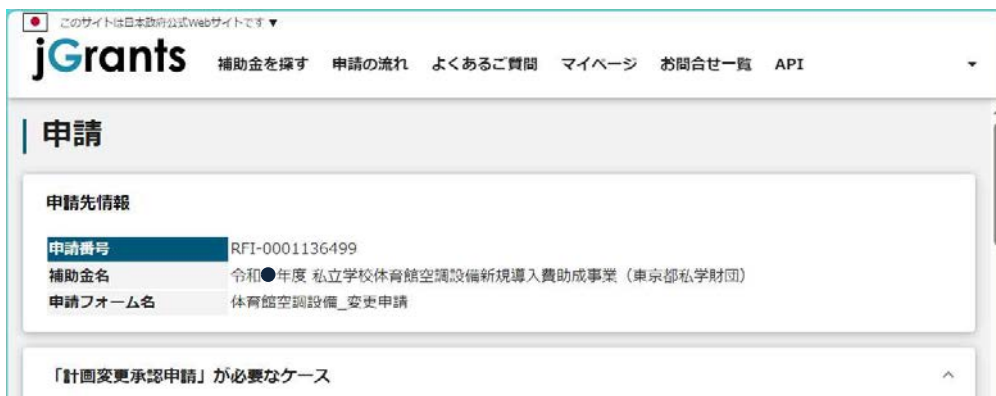 このサイトは日本政府公式Webサイトです ▼
jGrants 補助金を探す 申請の流れ よくあるご質問 マイページ お問合せ一覧 API
申請
申請先情報
申請番号 RFI-0001136499
補助金名 令和●年度 私立学校体育館空調設備新規導入費助成事業（東京都私学財団）
申請フォーム名 体育館空調設備_変更申請
「計画変更承認申請」が必要なケース